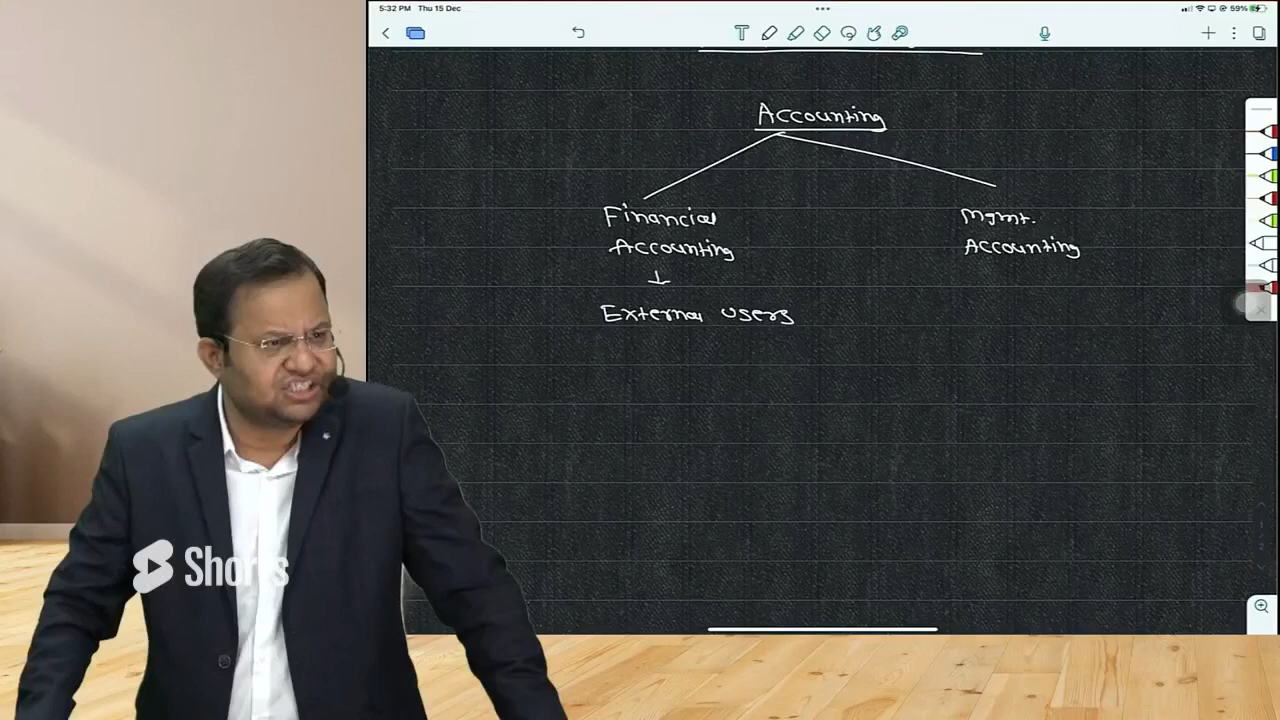 5:32 PM Thu 15 Dec
59%
T
Accounting
Financial
Accounting
Mgmt.
Accounting
External users
Shorts